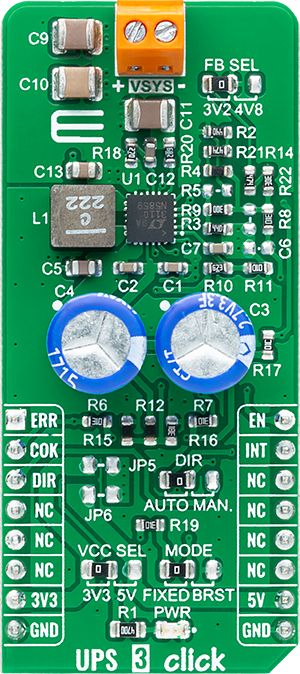 C9
+ VSYS -
FB SEL
C10
3V2 4V8
C11
R2
R18
R20
R4
R21
R14
C13
U1
C12
R5
R22
L1
C
222
R9
R3
R8
C7
C6
C5
C2
C1
R10
R11
C4
C3
R17
R6
R12
R7
ERR
EN
R15
R16
COK
INT
JP5
DIR
DIR
NC
JP6
AUTO MAN.
NC
NC
NC
R19
NC
NC
VCC SEL
MODE
NC
NC
3V3
3V3 5V
FIXED BRST
5V
R1
PWR
GND
GND
UPS 3 click